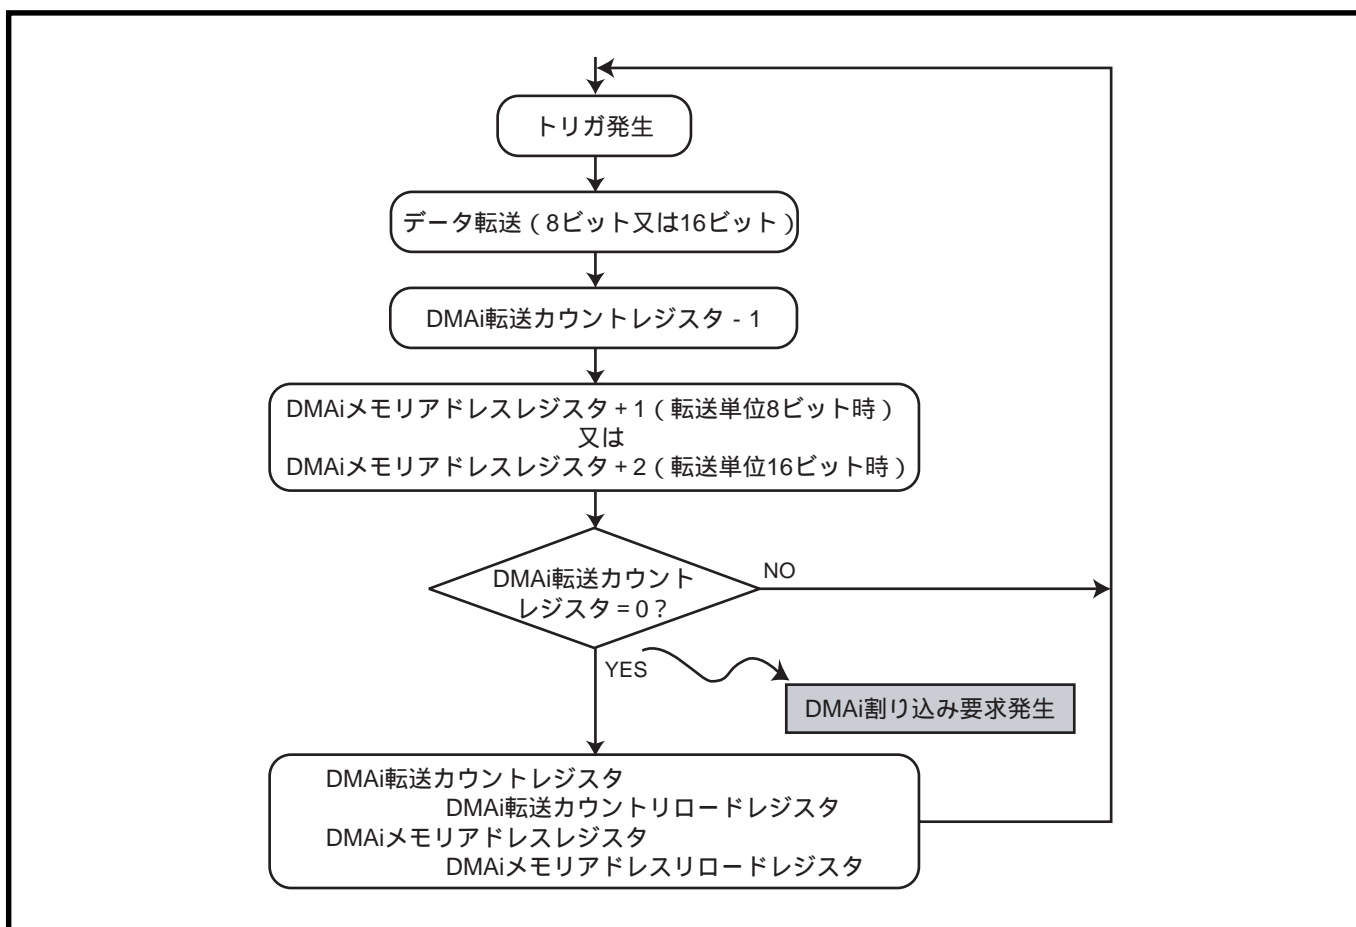 トリガ発生
データ転送(8ビット又は16ビット)
DMAi転送カウントレジスタ - 1
DMAiメモリアドレスレジスタ + 1(転送単位8ビット時)
又は
DMAiメモリアドレスレジスタ + 2(転送単位16ビット時)
DMAi転送カウント
レジスタ = 0?
NO
YES
DMAi割り込み要求発生
DMAi転送カウントレジスタ
DMAi転送カウントリロードレジスタ
DMAiメモリアドレスレジスタ
DMAiメモリアドレスリロードレジスタ